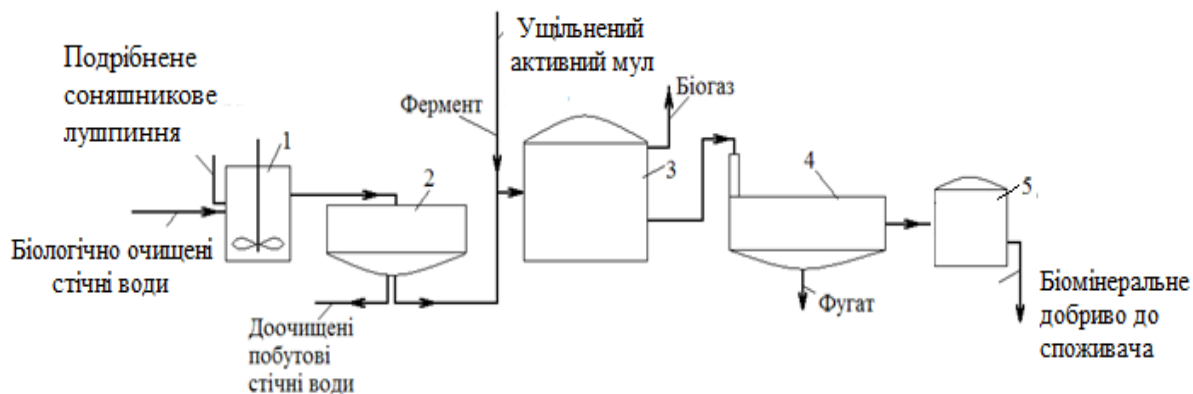 Подрібнене
соняшникове
лушпиння
1
Біологічно очищені
стічні води
2
Доочищені
побутові
стічні води
Фермент
Ущільнений
активний мул
Біогаз
3
4
Фугат
5
Біомінеральне
добриво до
споживача